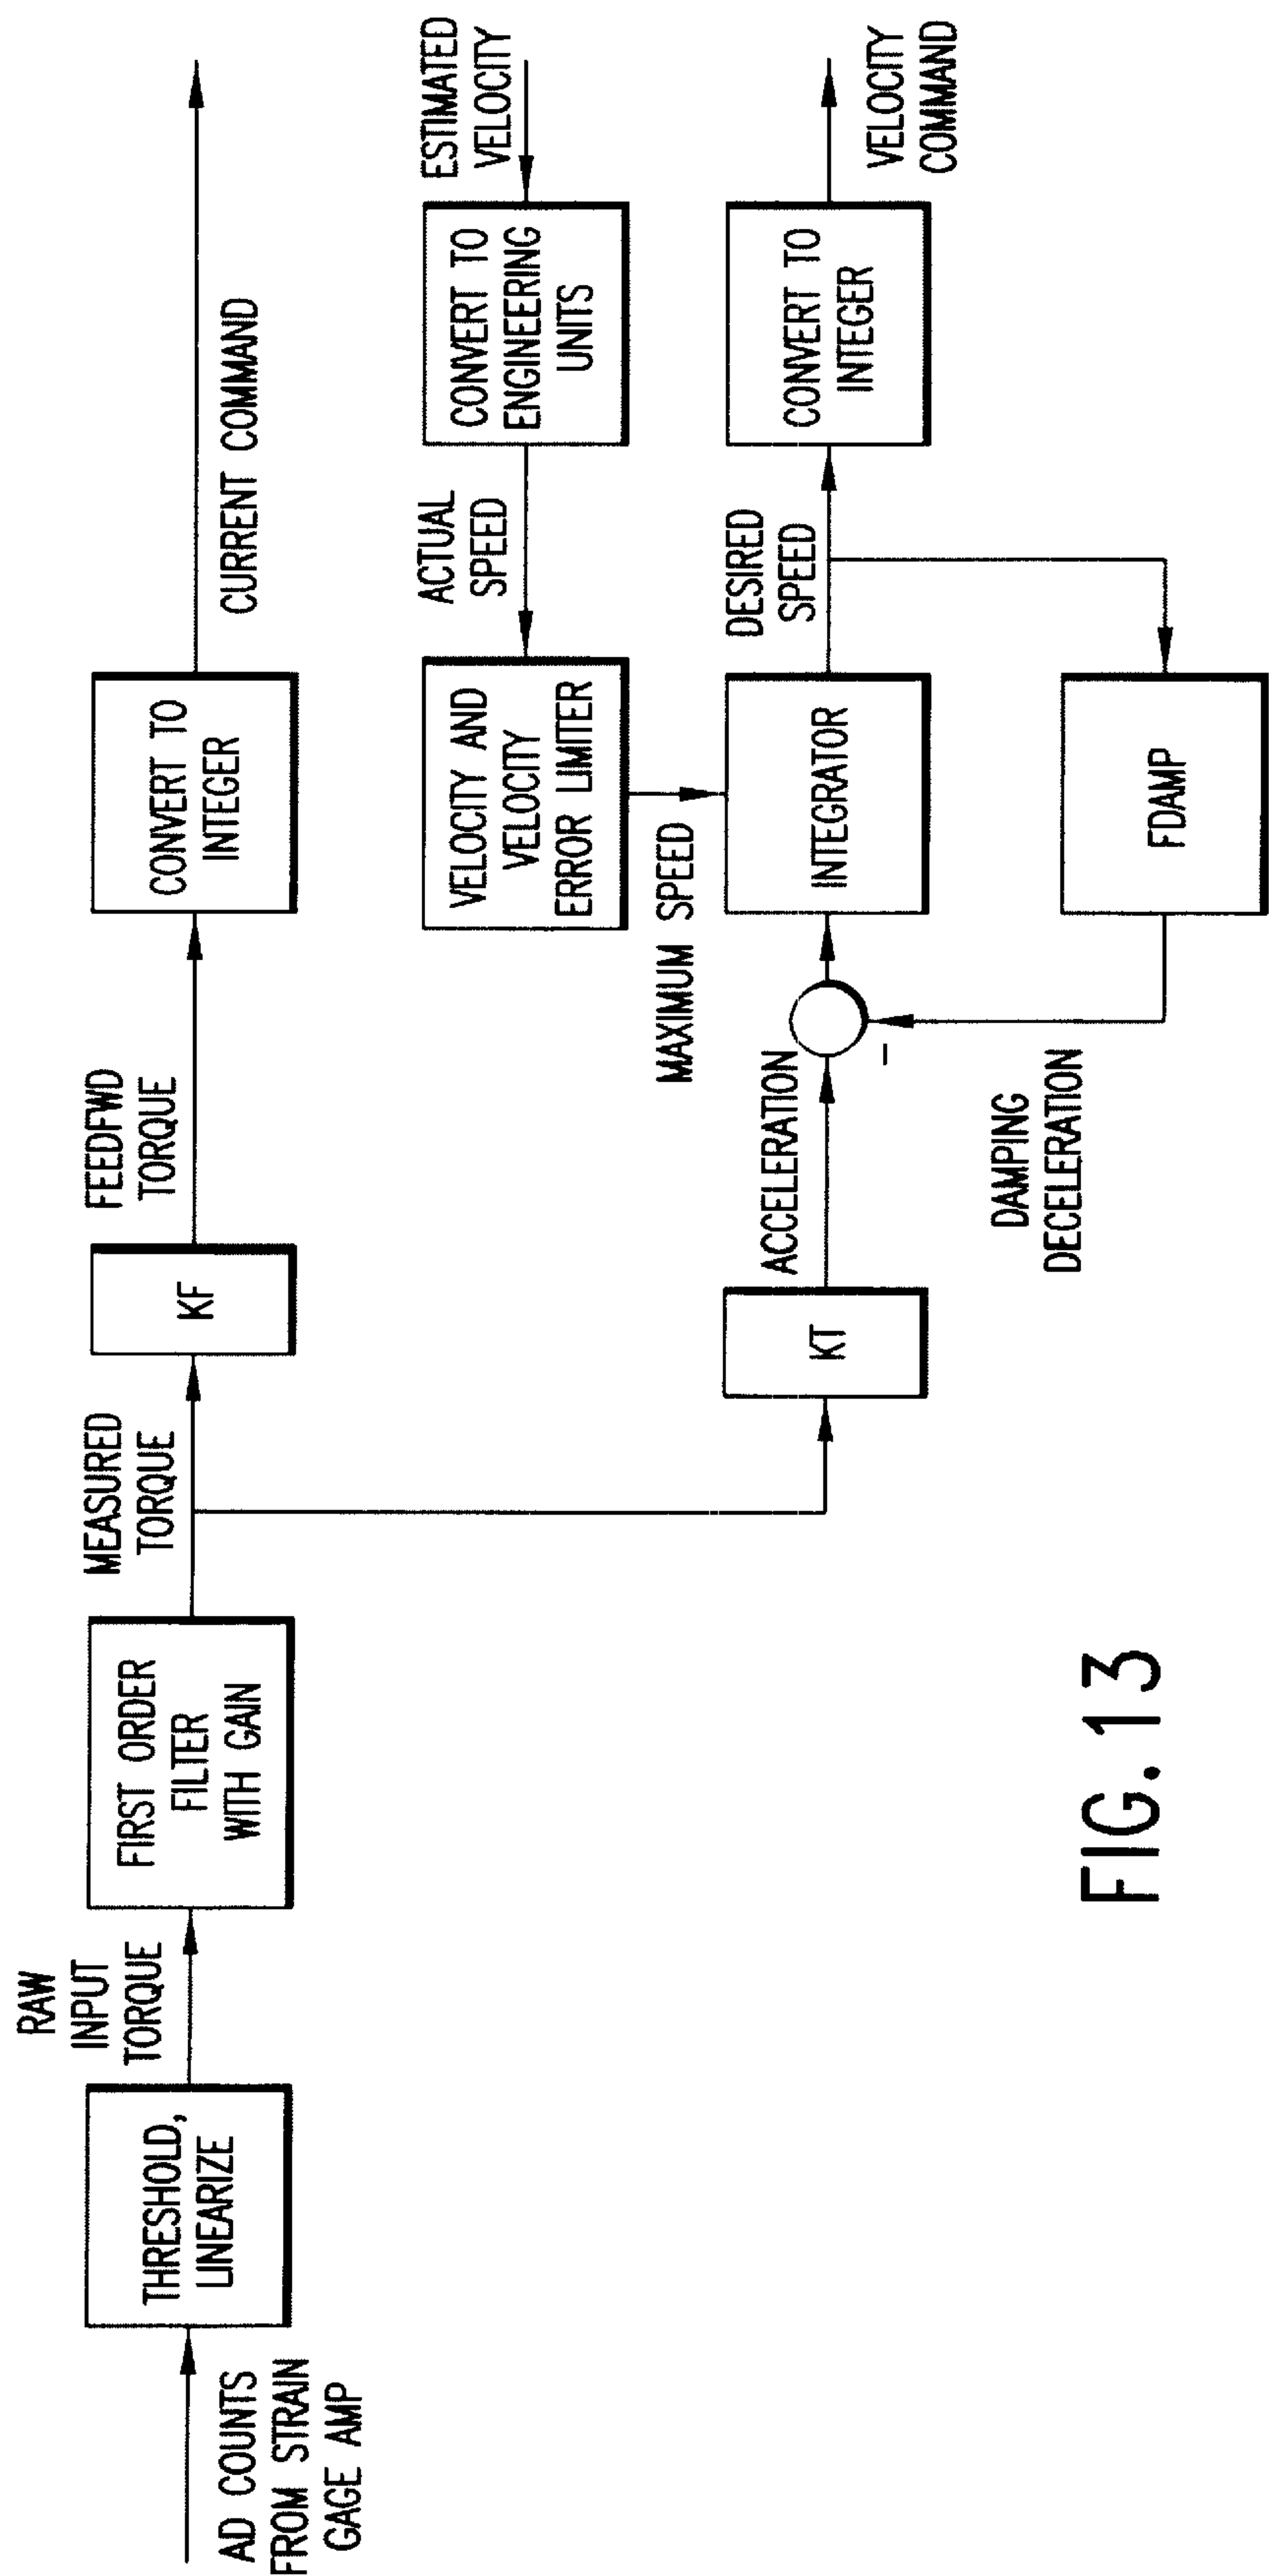 AD COUNTS
FROM STRAIN
GAGE AMP
THRESHOLD,
LINEARIZE
RAW
INPUT
TORQUE
FIRST ORDER
FILTER
WITH GAIN
MEASURED
TORQUE
KF
FEEDFWD
TORQUE
CONVERT TO
INTEGER
CURRENT COMMAND
ESTIMATED
VELOCITY
CONVERT TO
ENGINEERING
UNITS
ACTUAL
SPEED
VELOCITY AND
VELOCITY
ERROR LIMITER
MAXIMUM SPEED
KT
ACCELERATION
-
INTEGRATOR
DESIRED
SPEED
CONVERT TO
INTEGER
VELOCITY
COMMAND
DAMPING
DECELERATION
FDAMP
FIG. 13